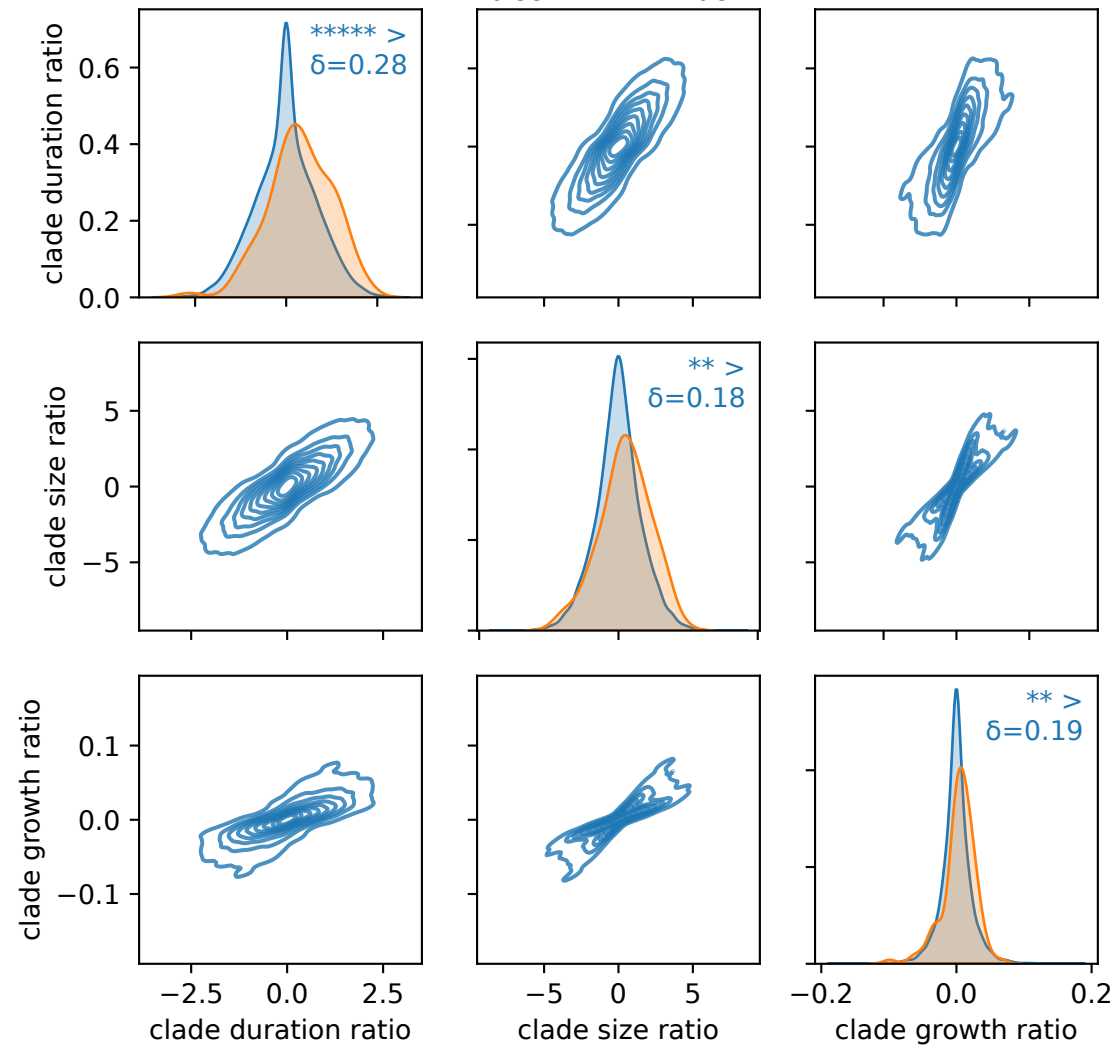 clade duration ratio
0.6
0.4
0.2
0.0
***** >
δ=0.28
clade size ratio
5
0
−5
** >
δ=0.18
clade growth ratio
0.1
0.0
−0.1
** >
δ=0.19
−2.5 0.0 2.5
−5 0 5
−0.2 0.0 0.2
clade duration ratio
clade size ratio
clade growth ratio